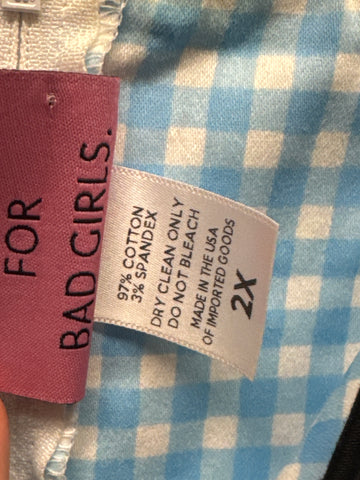 FOR
BAD GIRLS.
97% COTTON
3% SPANDEX
DRY CLEAN ONLY
DO NOT BLEACH
MADE IN THE USA
OF IMPORTED GOODS
2X